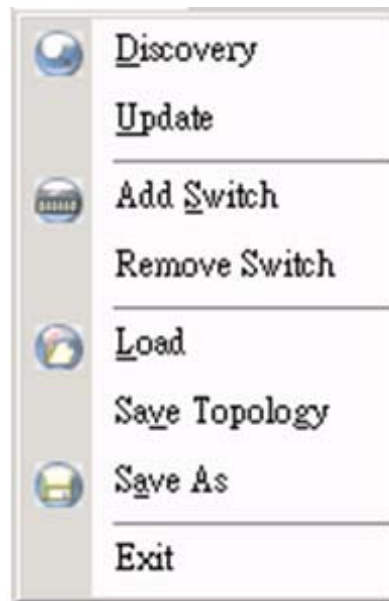 Discovery
Update
Add Switch
Remove Switch
Load
Save Topology
Save As
Exit